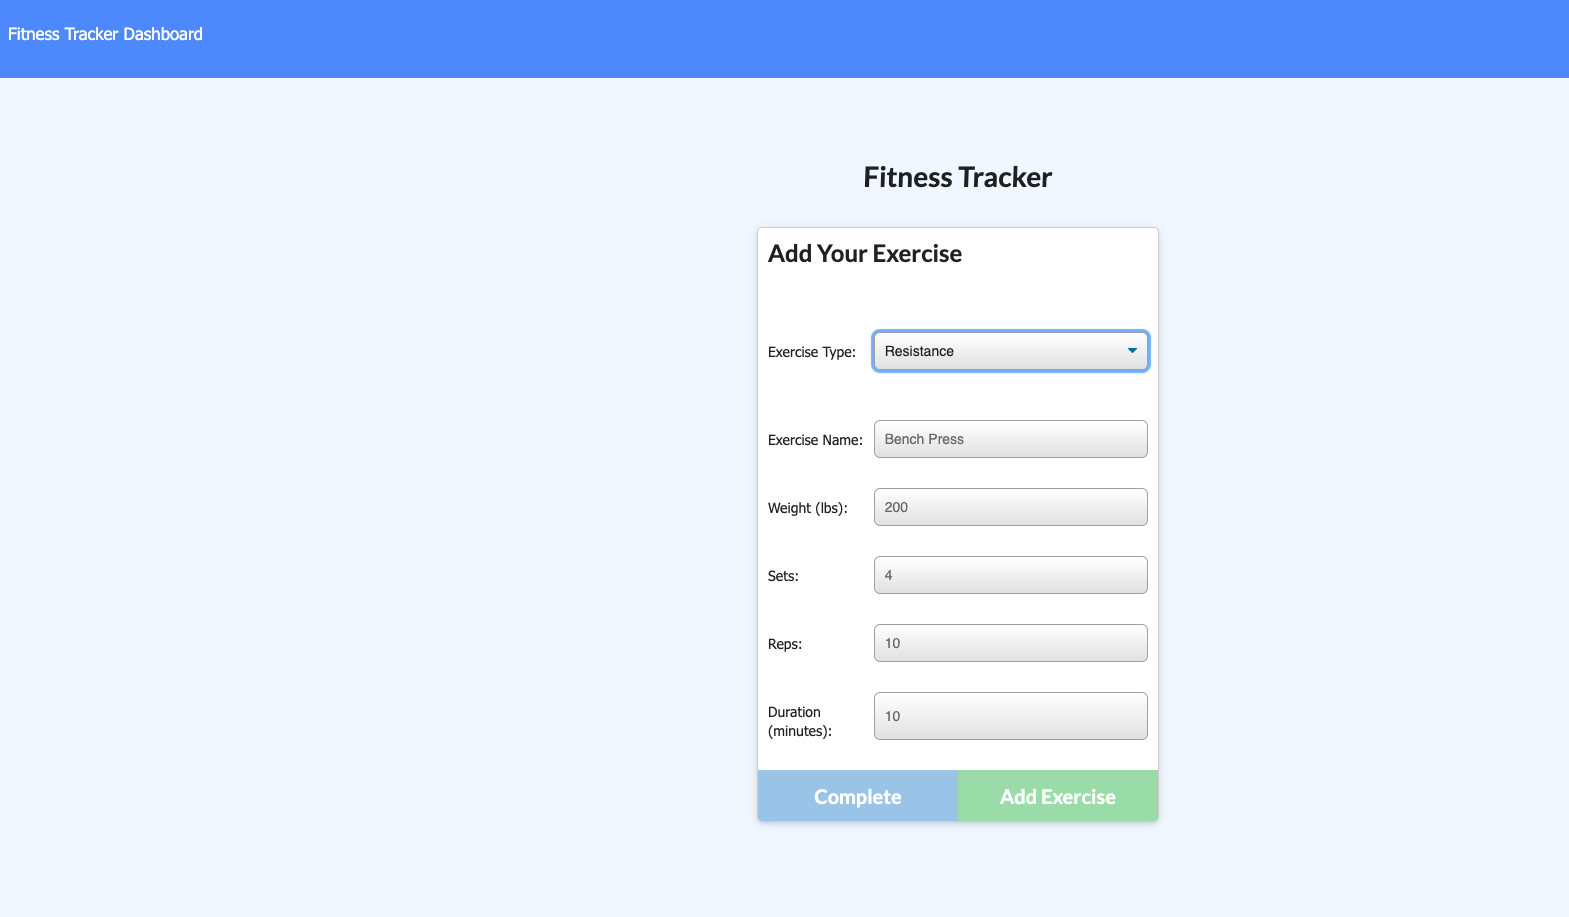 Fitness Tracker Dashboard
Fitness Tracker
Add Your Exercise
Exercise Type: Resistance
Exercise Name: Bench Press
Weight (lbs): 200
Sets: 4
Reps: 10
Duration
(minutes): 10
Complete Add Exercise